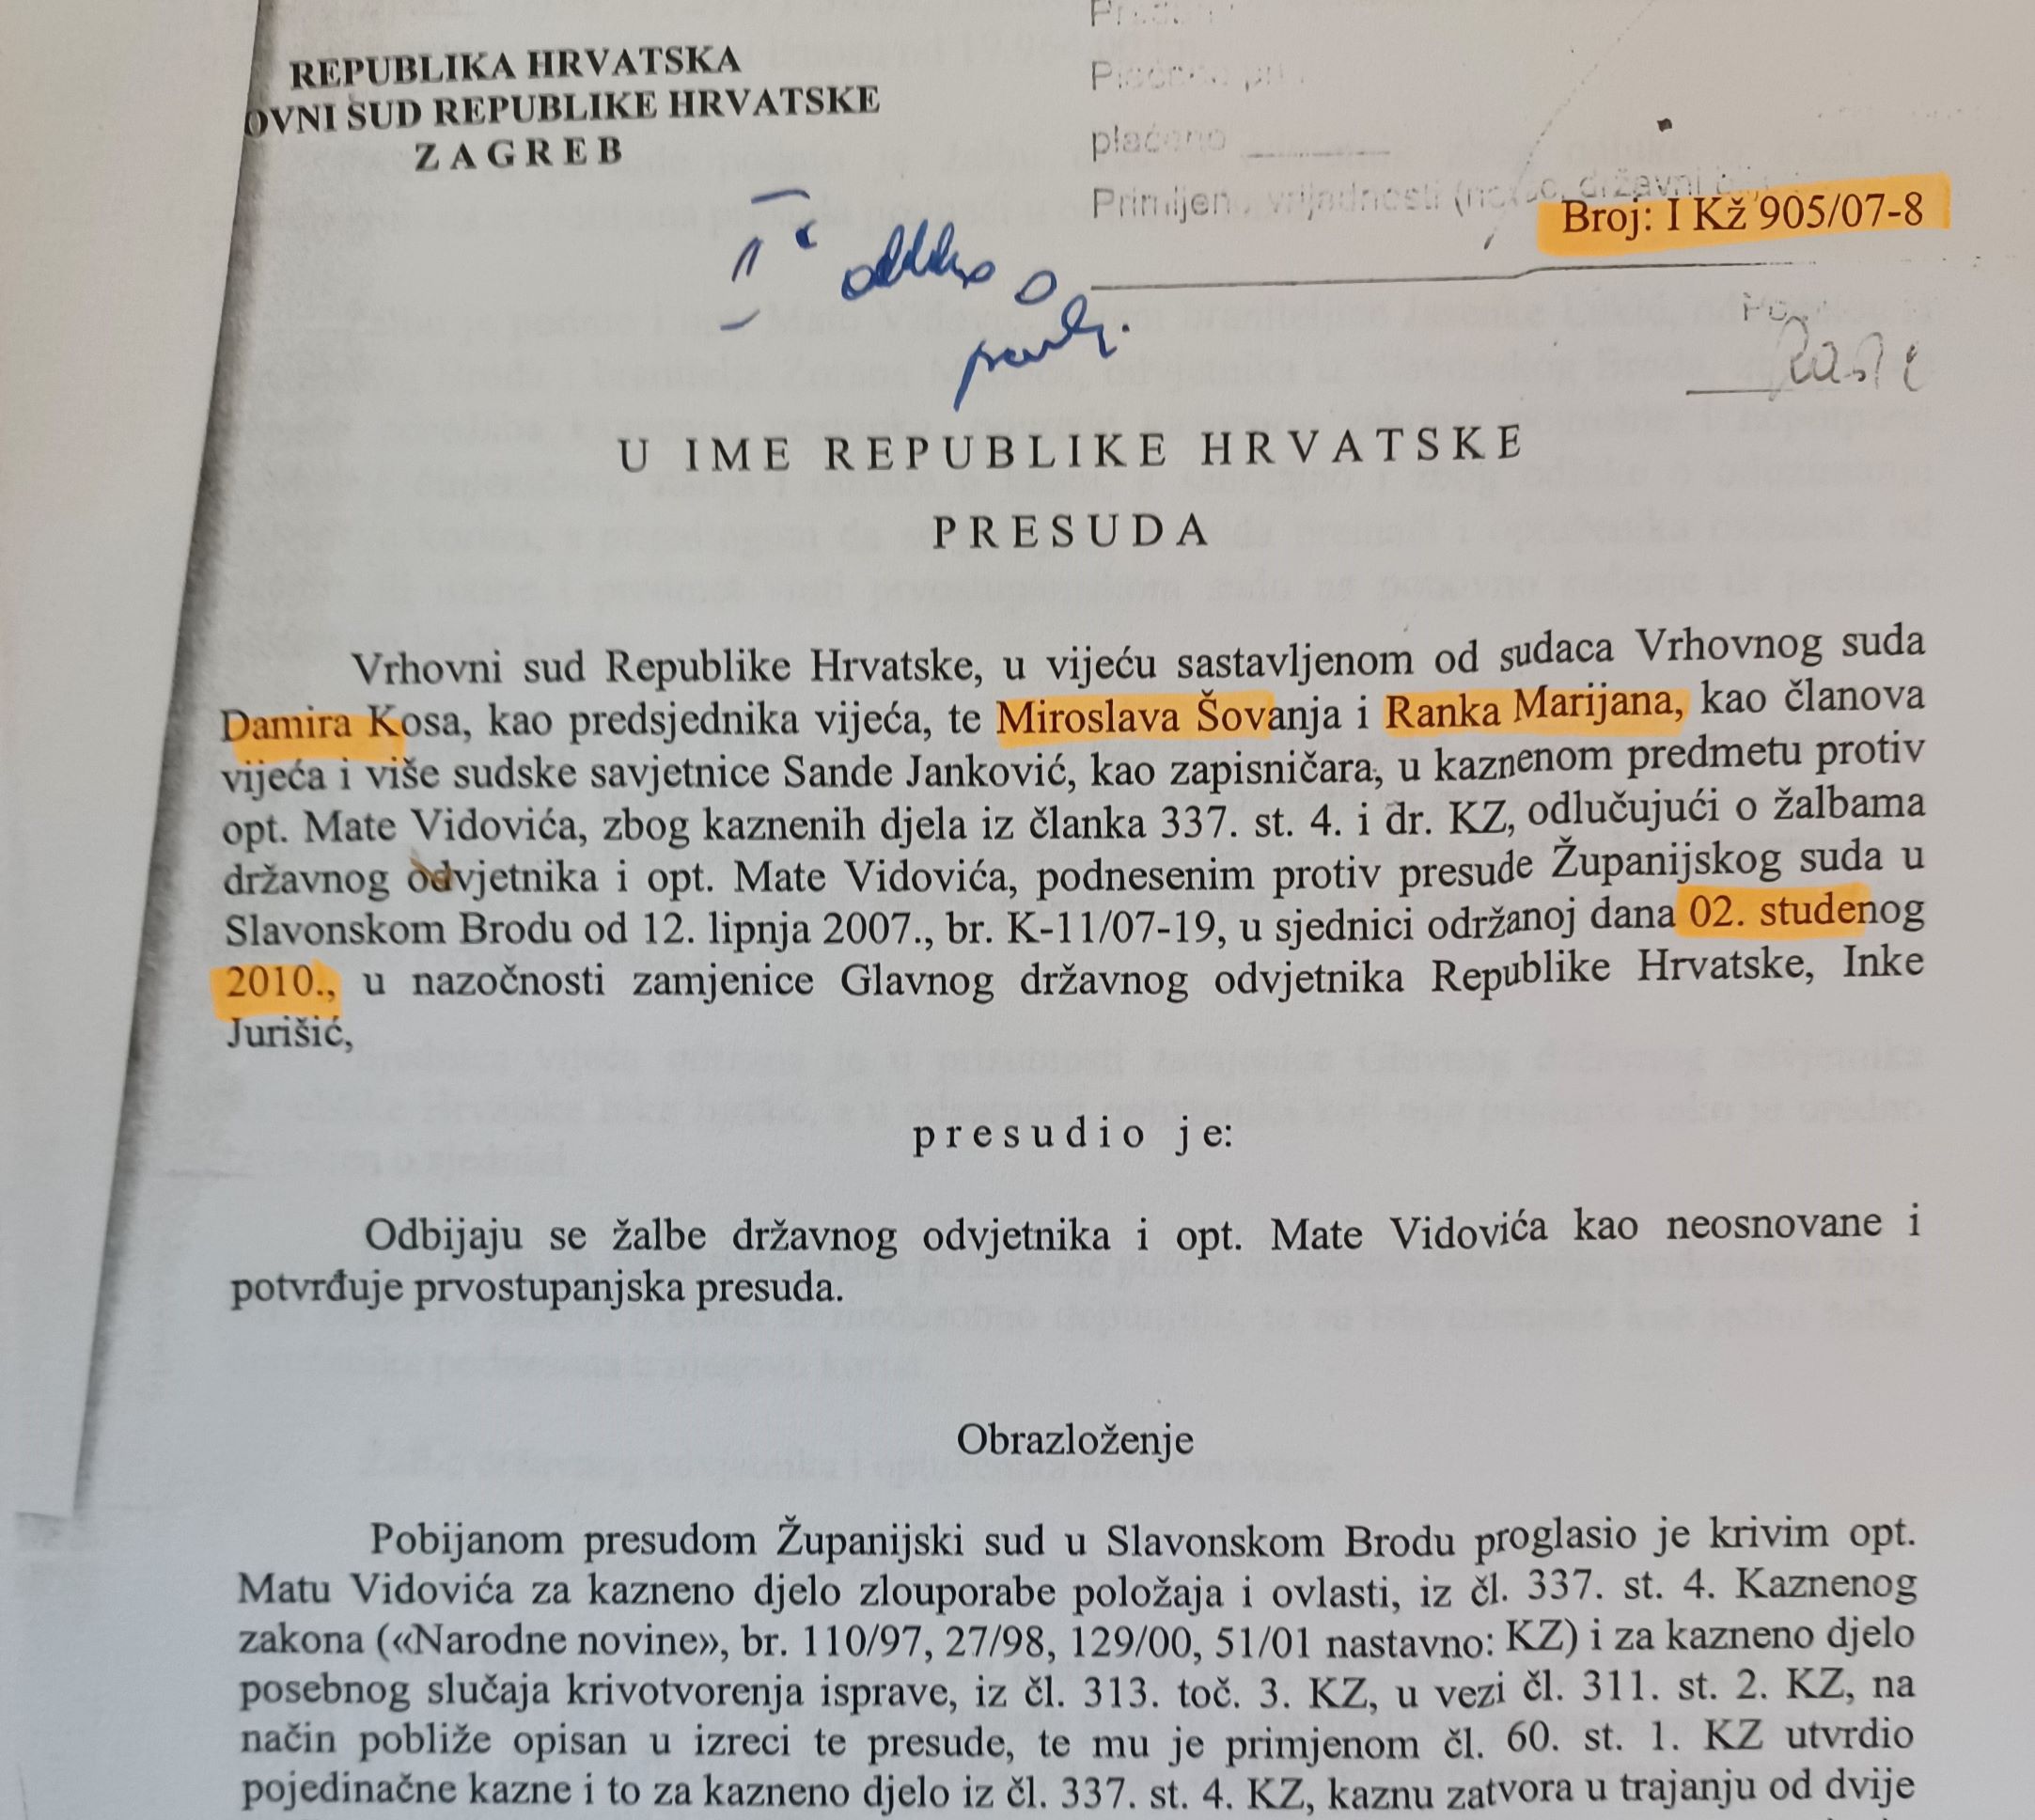 REPUBLIKA HRVATSKA
OVNI SUD REPUBLIKE HRVATSKE
ZAGREB
plaćeno
Broj: I Kž 905/07-8
U IME REPUBLIKE HRVATSKE
PRESUDA
Vrhovni sud Republike Hrvatske, u vijeću sastavljenom od sudaca Vrhovnog suda
Damira Kosa, kao predsjednika vijeća, te Miroslava Šovanja i Ranka Marijana, kao članova
vijeća i više sudske savjetnice Sande Janković, kao zapisničara, u kaznenom predmetu protiv
opt. Mate Vidovića, zbog kaznenih djela iz članka 337. st. 4. i dr. KZ, odlučujući o žalbama
državnog odvjetnika i opt. Mate Vidovića, podnesenim protiv presude Županijskog suda u
Slavonskom Brodu od 12. lipnja 2007., br. K-11/07-19, u sjednici održanoj dana 02. studenog
2010., u nazočnosti zamjenice Glavnog državnog odvjetnika Republike Hrvatske, Inke
Jurišić,
presudio je:
Odbijaju se žalbe državnog odvjetnika i opt. Mate Vidovića kao neosnovane i
potvrđuje prvostupanjska presuda.
Obrazloženje
Pobijanom presudom Županijski sud u Slavonskom Brodu proglasio je krivim opt.
Matu Vidovića za kazneno djelo zlouporabe položaja i ovlasti, iz čl. 337. st. 4. Kaznenog
zakona («Narodne novine», br. 110/97, 27/98, 129/00, 51/01 nastavno: KZ) i za kazneno djelo
posebnog slučaja krivotvorenja isprave, iz čl. 313. toč. 3. KZ, u vezi čl. 311. st. 2. KZ, na
način pobliže opisan u izreci te presude, te mu je primjenom čl. 60. st. 1. KZ utvrdio
pojedinačne kazne i to za kazneno djelo iz čl. 337. st. 4. KZ, kaznu zatvora u trajanju od dvije